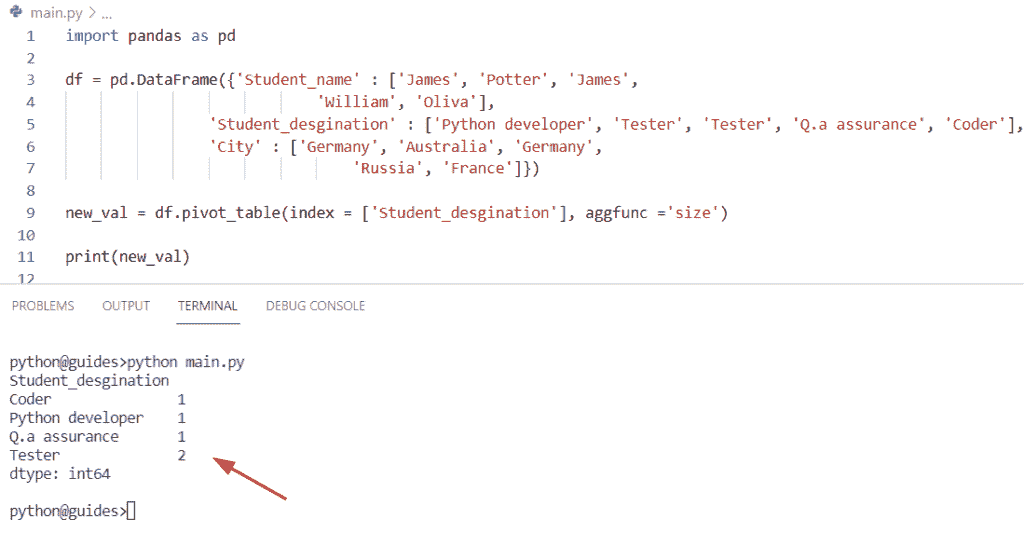 main.py > ...
1 import pandas as pd
2
3 df = pd.DataFrame({'Student_name' : ['James', 'Potter', 'James',
4 'William', 'Oliva'],
5 'Student_desgination' : ['Python developer', 'Tester', 'Tester', 'Q.a assurance', 'Coder'],
6 'City' : ['Germany', 'Australia', 'Germany',
7 'Russia', 'France']})
8
9 new_val = df.pivot_table(index = ['Student_desgination'], aggfunc ='size')
10
11 print(new_val)
12
PROBLEMS OUTPUT TERMINAL DEBUG CONSOLE
python@guides>python main.py
Student_desgination
Coder 1
Python developer 1
Q.a assurance 1
Tester 2
dtype: int64
python@guides>